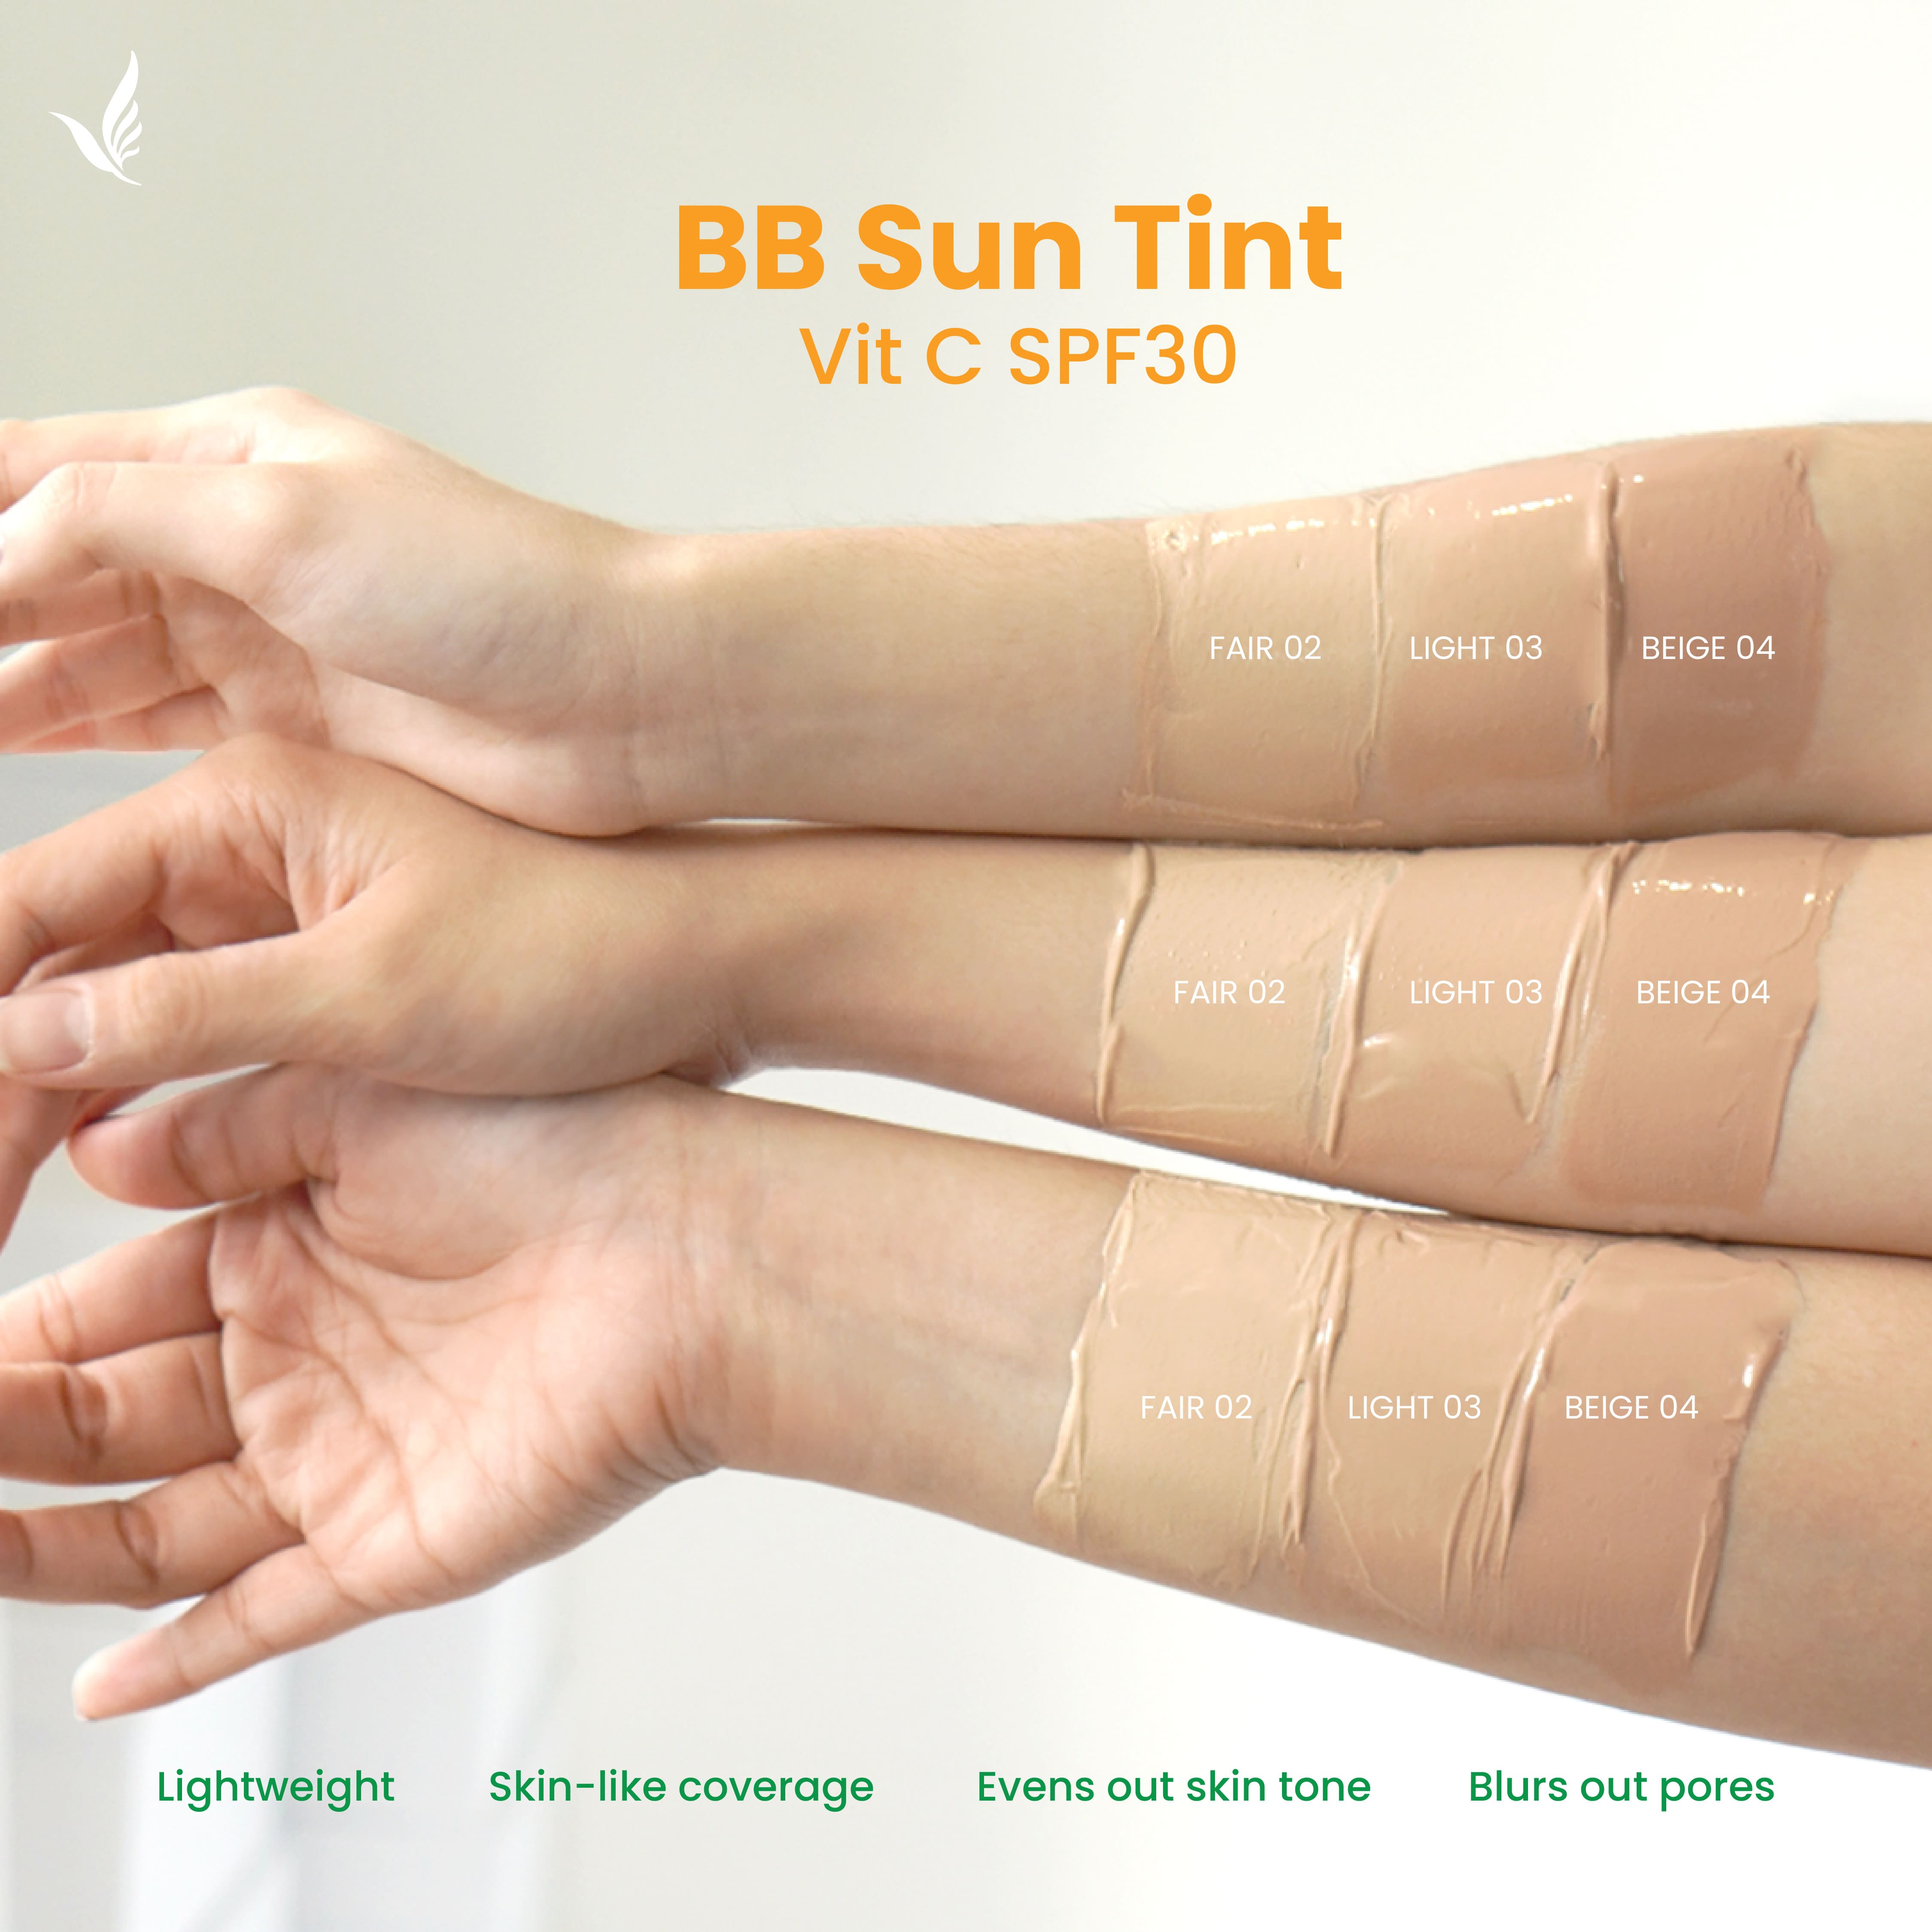 BB Sun Tint
Vit C SPF30
FAIR 02 LIGHT 03 BEIGE 04
FAIR 02 LIGHT 03 BEIGE 04
FAIR 02 LIGHT 03 BEIGE 04
Lightweight Skin-like coverage Evens out skin tone Blurs out pores